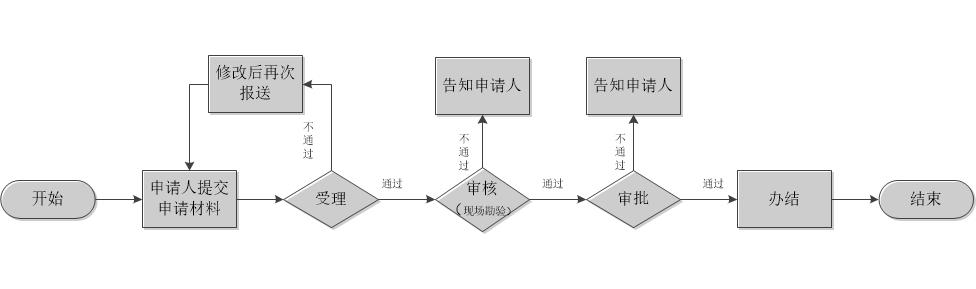 修改后再次
报送
告知申请人
告知申请人
不通过
不通过
不通过
开始
申请人提交
申请材料
受理
通过
审核
（现场勘验）
通过
审批
通过
办结
结束